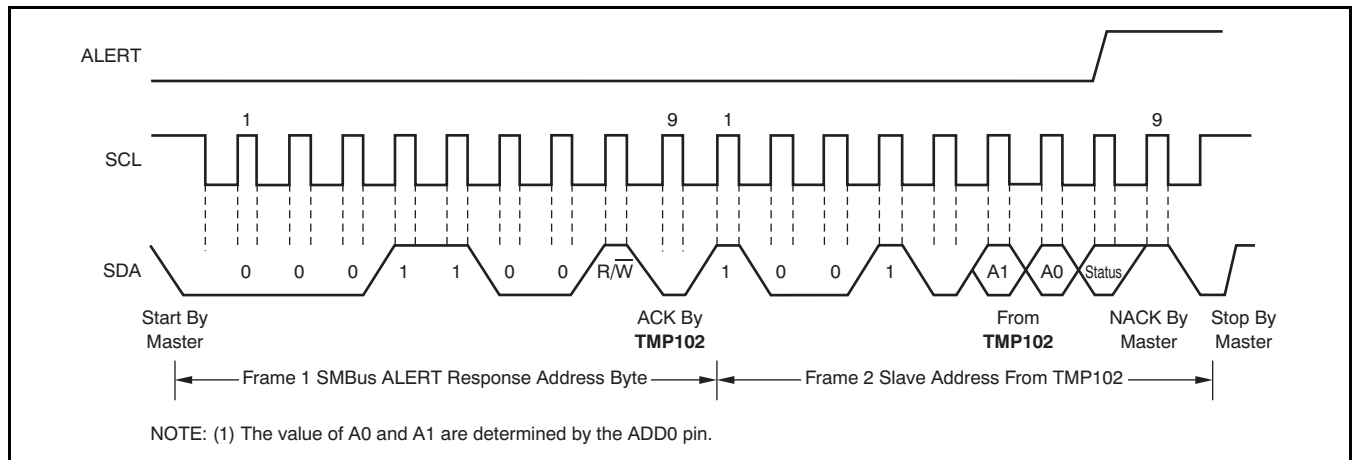 ALERT
1 9 1 9
SCL
SDA 0 0 0 1 1 0 0 R/W 1 0 0 1 A1 A0 Status
Start By Master
ACK By TMP102
From TMP102
NACK By Master
Stop By Master
Frame 1 SMBus ALERT Response Address Byte
Frame 2 Slave Address From TMP102
NOTE: (1) The value of A0 and A1 are determined by the ADD0 pin.